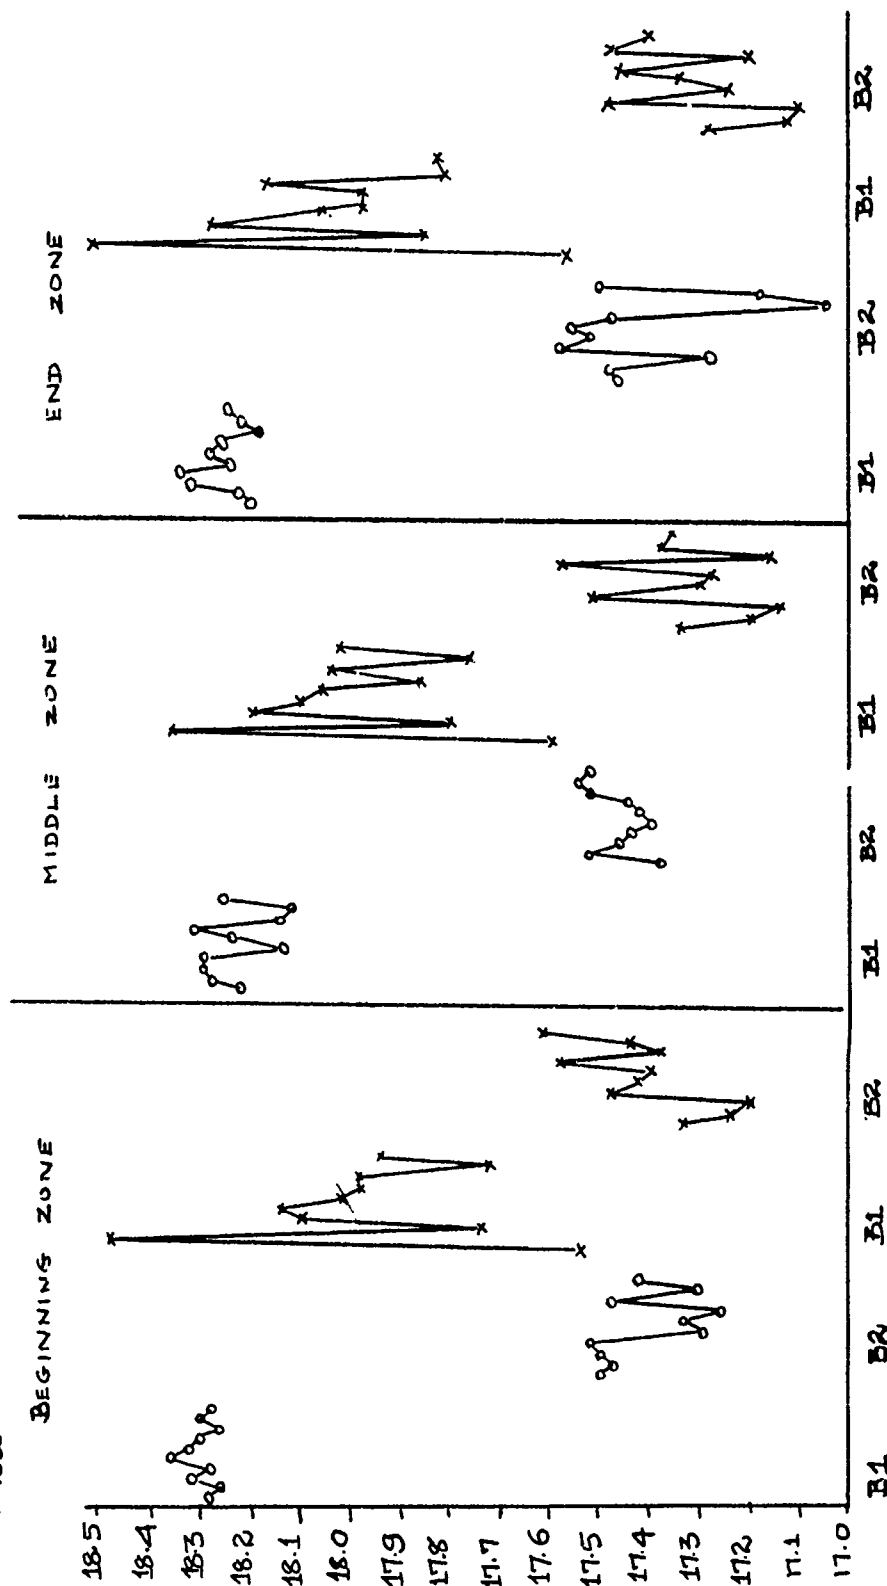 BEGINNING ZONE
MIDDLE ZONE
END ZONE
18.5
18.4
18.3
18.2
18.1
18.0
17.9
17.8
17.7
17.6
17.5
17.4
17.3
17.2
17.1
17.0
B1
B2
B1
B2
B1
B2
B1
B2
B1
B2
B1
B2